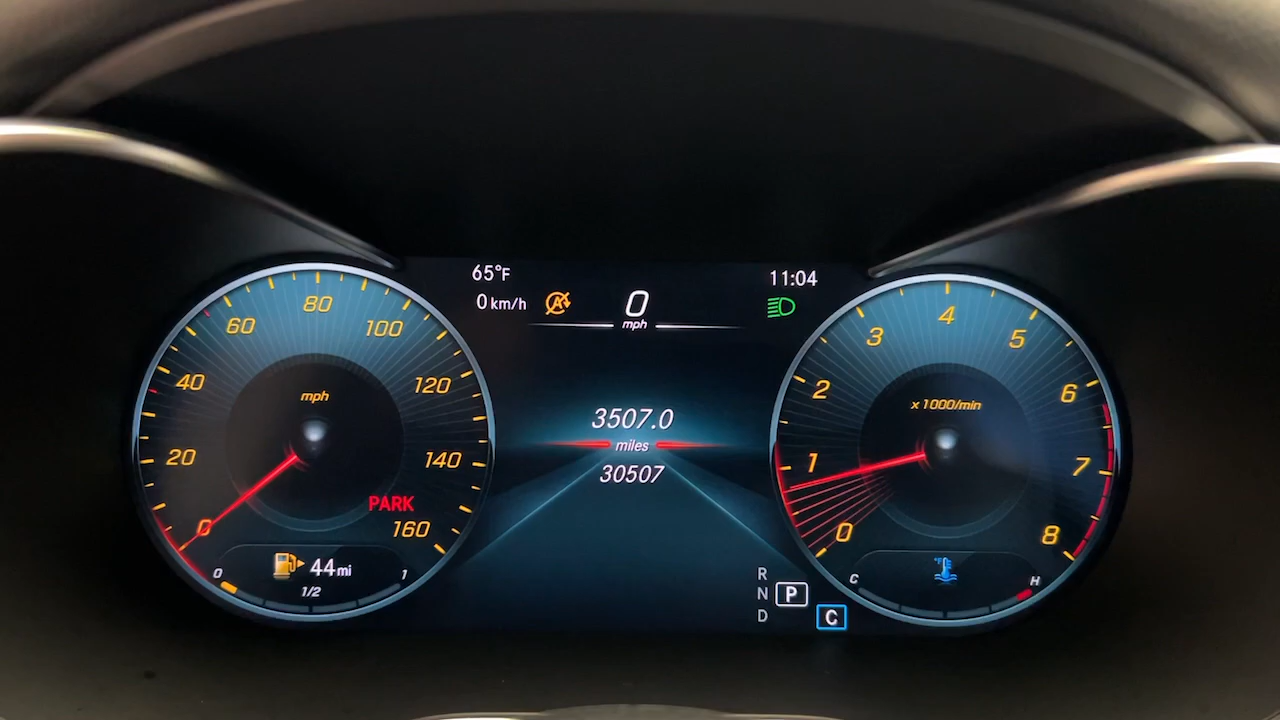 65°F
11:04
0 km/h
0
mph
80
60
100
40
120
mph
20
140
PARK
0
160
44 mi
0
1
1/2
3507.0
miles
30507
R
N
P
D
C
4
3
5
2
6
x 1000/min
1
7
0
8
C
H